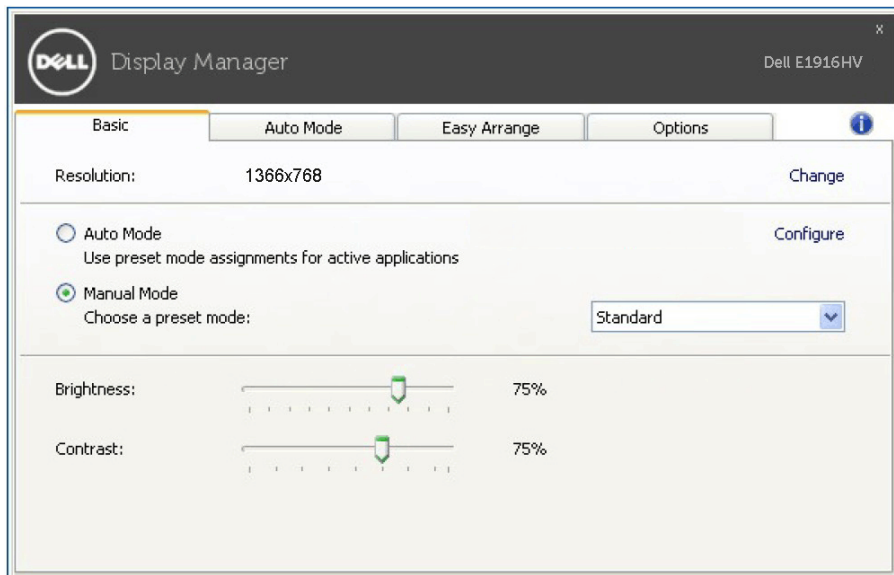 x
DELL Display Manager Dell E1916HV
Basic Auto Mode Easy Arrange Options i
Resolution: 1366x768 Change
Auto Mode Configure
Use preset mode assignments for active applications
Manual Mode
Choose a preset mode: Standard
Brightness: 75%
Contrast: 75%